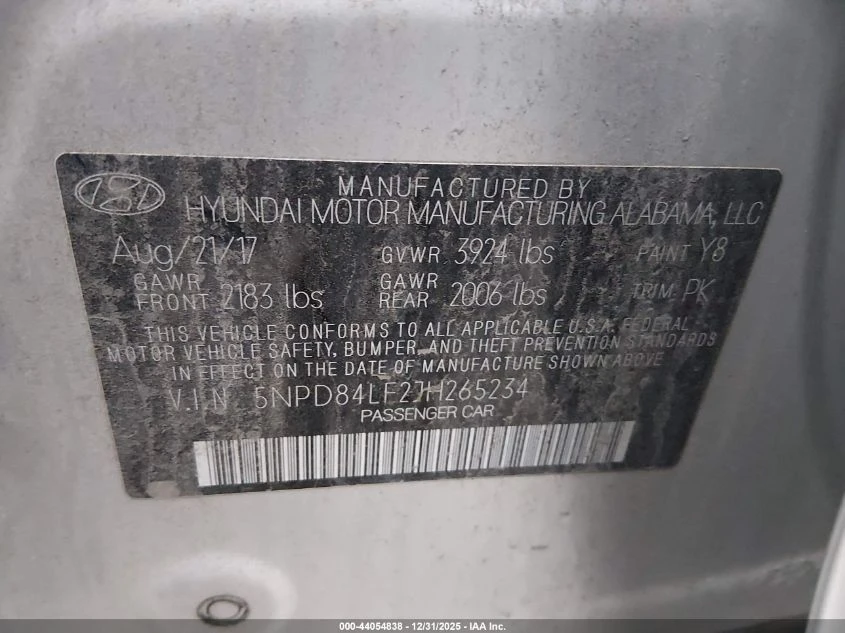 MANUFACTURED BY
HYUNDAI MOTOR MANUFACTURING ALABAMA, LLC
Aug/21/17 GVWR 3924 lbs PAINT Y8
GAWR FRONT 2183 lbs GAWR REAR 2006 lbs TRIM PK
THIS VEHICLE CONFORMS TO ALL APPLICABLE U.S.A. FEDERAL
MOTOR VEHICLE SAFETY, BUMPER, AND THEFT PREVENTION STANDARDS
IN EFFECT ON THE DATE OF MANUFACTURE SHOWN ABOVE
V.I.N 5NPD84LF2JH265234
PASSENGER CAR
000-44054838 - 12/31/2025 - IAA Inc.